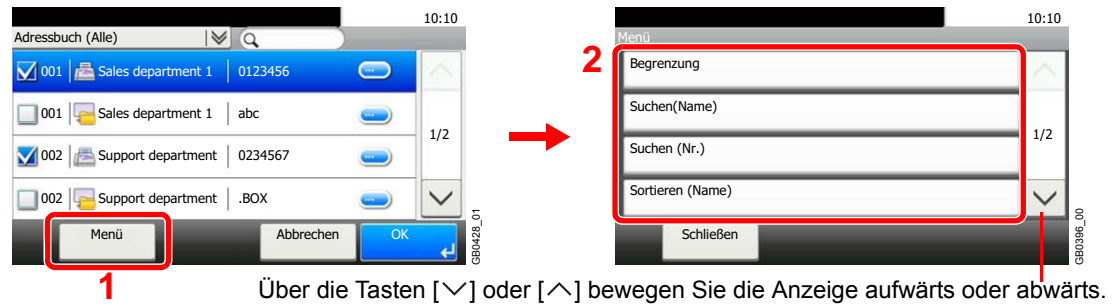 10:10
Adressbuch (Alle)
001 Sales department 1 0123456 ...
001 Sales department 1 abc ...
1/2
002 Support department 0234567 ...
002 Support department .BOX ...
Menü Abbrechen OK
GB0428_01
1
10:10
Menü
2
Begrenzung
Suchen(Name)
1/2
Suchen (Nr.)
Sortieren (Name)
Schließen
GB0396_00
Über die Tasten [∨] oder [∧] bewegen Sie die Anzeige aufwärts oder abwärts.